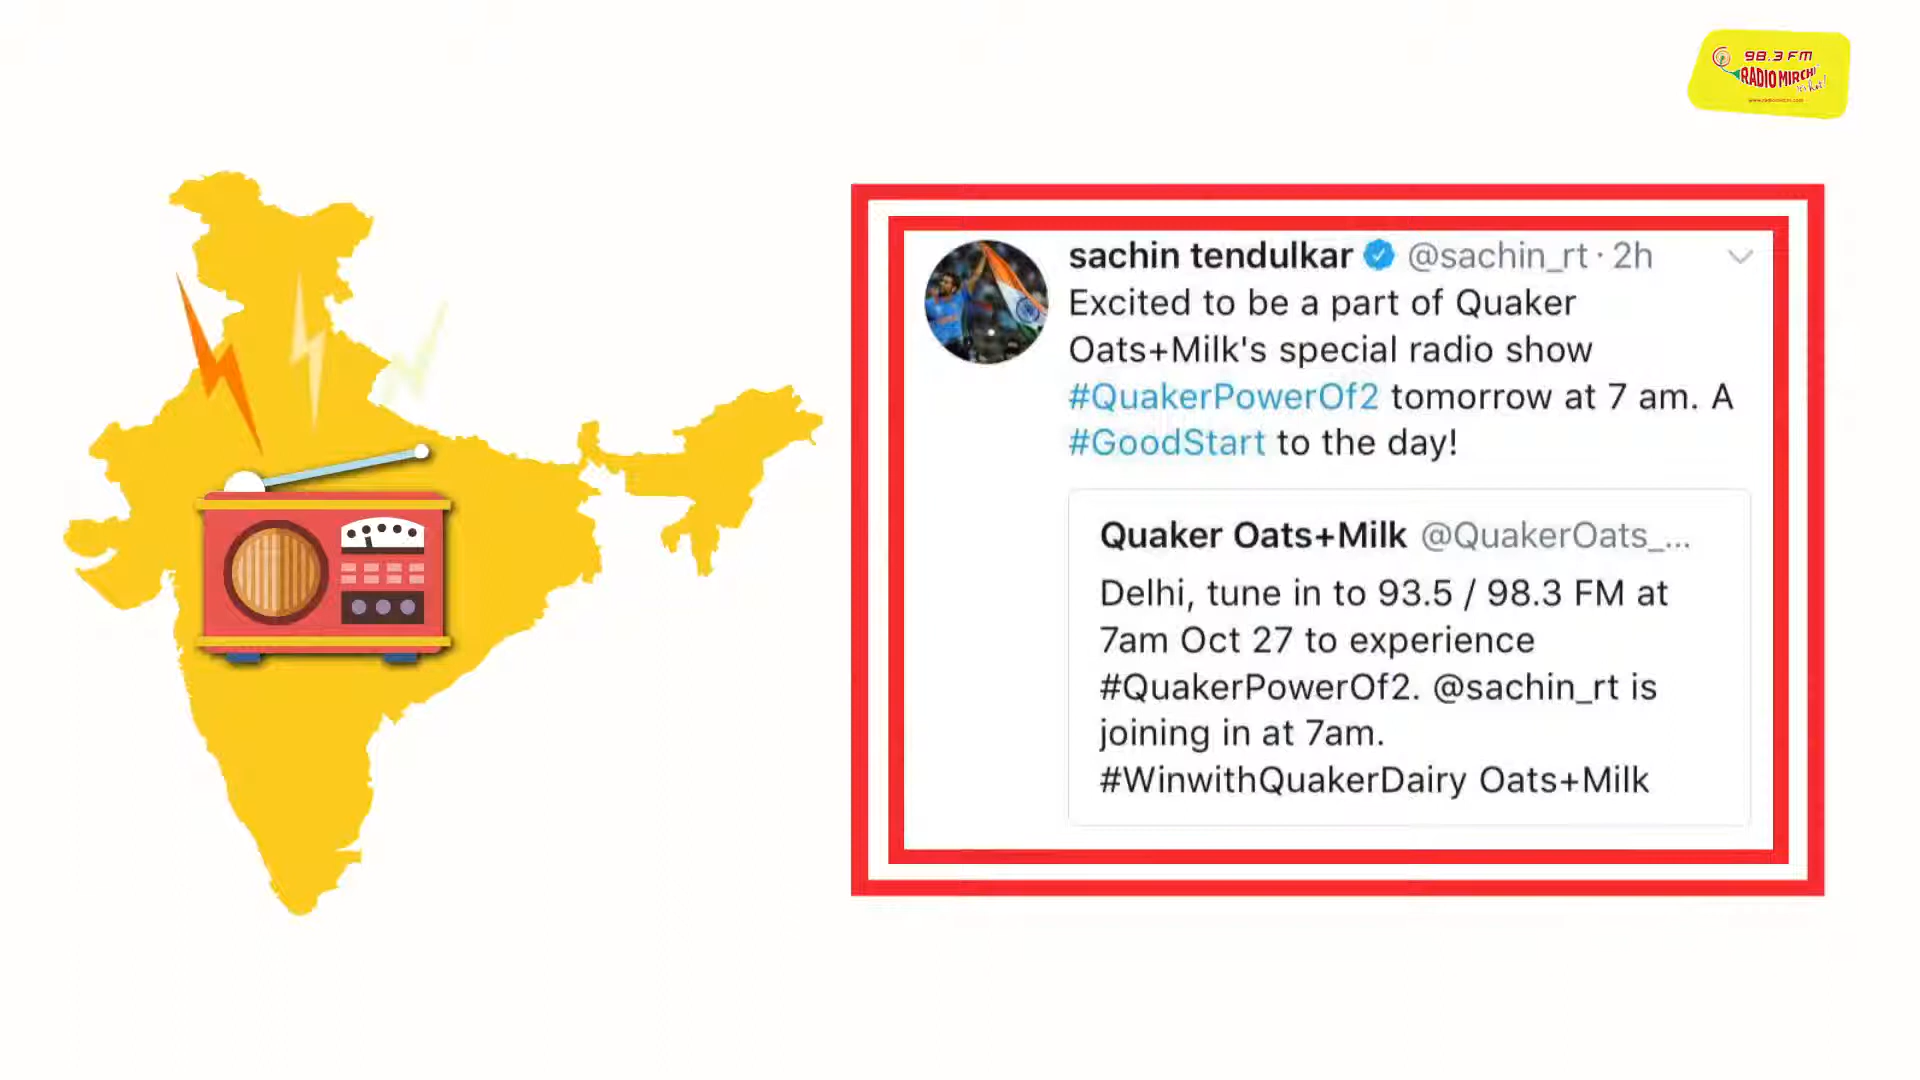 98.3 FM
RADIO MIRCHI
sachin tendulkar @sachin_rt · 2h
Excited to be a part of Quaker
Oats+Milk's special radio show
#QuakerPowerOf2 tomorrow at 7 am. A
#GoodStart to the day!
Quaker Oats+Milk @QuakerOats_...
Delhi, tune in to 93.5 / 98.3 FM at
7am Oct 27 to experience
#QuakerPowerOf2. @sachin_rt is
joining in at 7am.
#WinwithQuakerDairy Oats+Milk